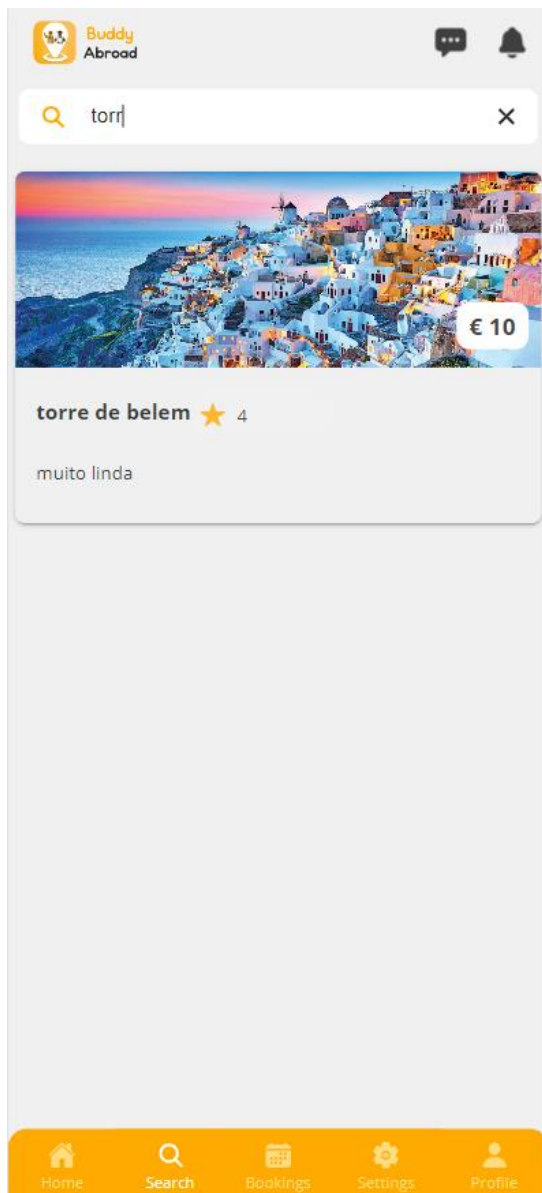 Buddy
Abroad
torr
€ 10
torre de belem 4
muito linda
Home Search Bookings Settings Profile